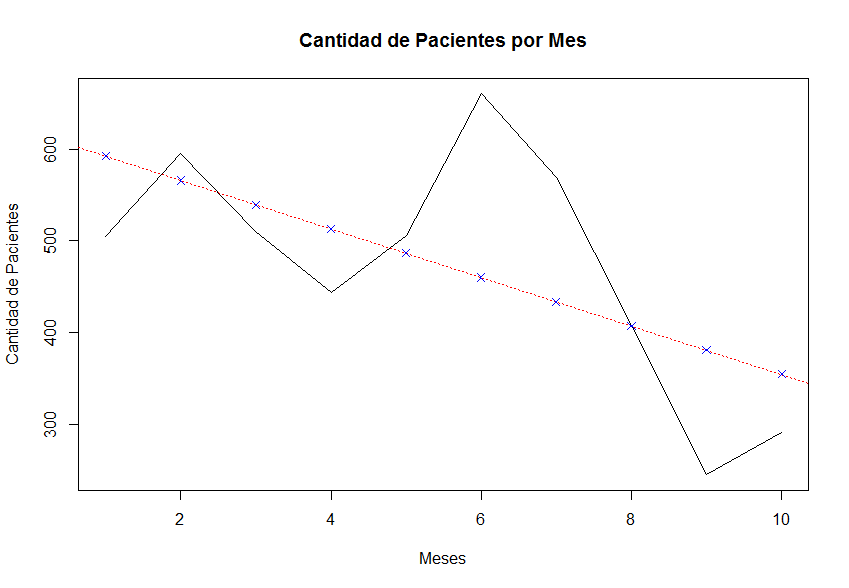 Cantidad de Pacientes por Mes
Cantidad de Pacientes
600
500
400
300
2 4 6 8 10
Meses